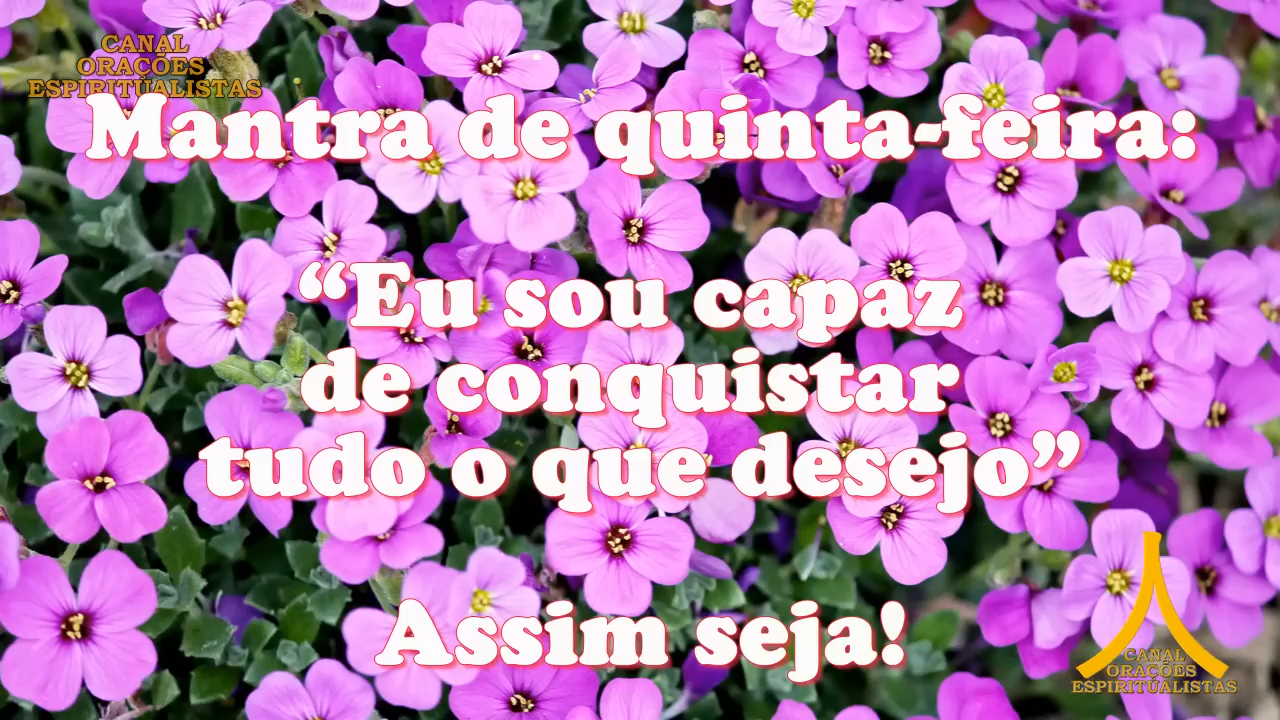 CANAL
ORAÇÕES
ESPIRITUALISTAS
Mantra de quinta-feira:
“Eu sou capaz
de conquistar
tudo o que desejo”
Assim seja!
CANAL
ORAÇÕES
ESPIRITUALISTAS